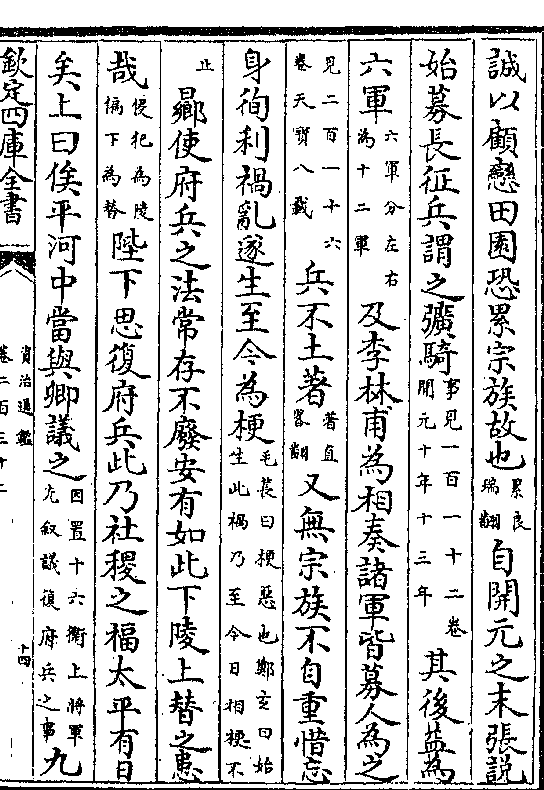 誠以顧戀田園恐累宗族故也累良瑞翻自開元之末張説
始募長征兵謂之彍騎事見一百一十二卷開元十年十三年其後益為
六軍六軍分左右為十二軍及李林甫為相奏諸軍皆募人為之
見二百一十六卷天寳八載兵不土著著直畧翻又無宗族不自重惜忘
身徇利禍亂遂生至今為梗毛萇曰梗惡也鄭玄曰始生此禍乃至今日相梗不
止鄉使府兵之法常存不廢安有如此下陵上替之患
哉侵犯為陵偏下為替陛下思復府兵此乃社稷之福太平有日
矣上曰俟平河中當與卿議之因置十六衛上將軍先叙議復府兵之事九
欽定四庫全書
資治通鑑
卷二百三十二
十四